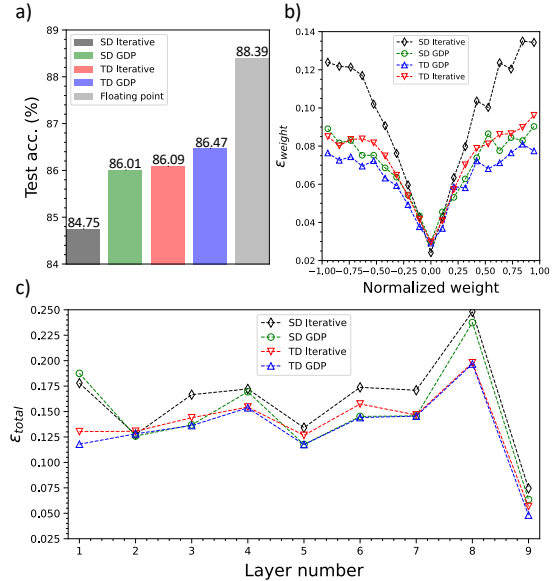 a)
89
88
87
86
85
84
Test acc. (%)
SD Iterative
SD GDP
TD Iterative
TD GDP
Floating point
84.75
86.01
86.09
86.47
88.39
b)
0.14
0.12
0.10
0.08
0.06
0.04
0.02
ε_weight
SD Iterative
SD GDP
TD GDP
TD Iterative
−1.00 −0.75 −0.50 −0.25 0.00 0.25 0.50 0.75 1.00
Normalized weight
c)
0.250
0.225
0.200
0.175
0.150
0.125
0.100
0.075
0.050
0.025
ε_total
SD Iterative
SD GDP
TD Iterative
TD GDP
1 2 3 4 5 6 7 8 9
Layer number